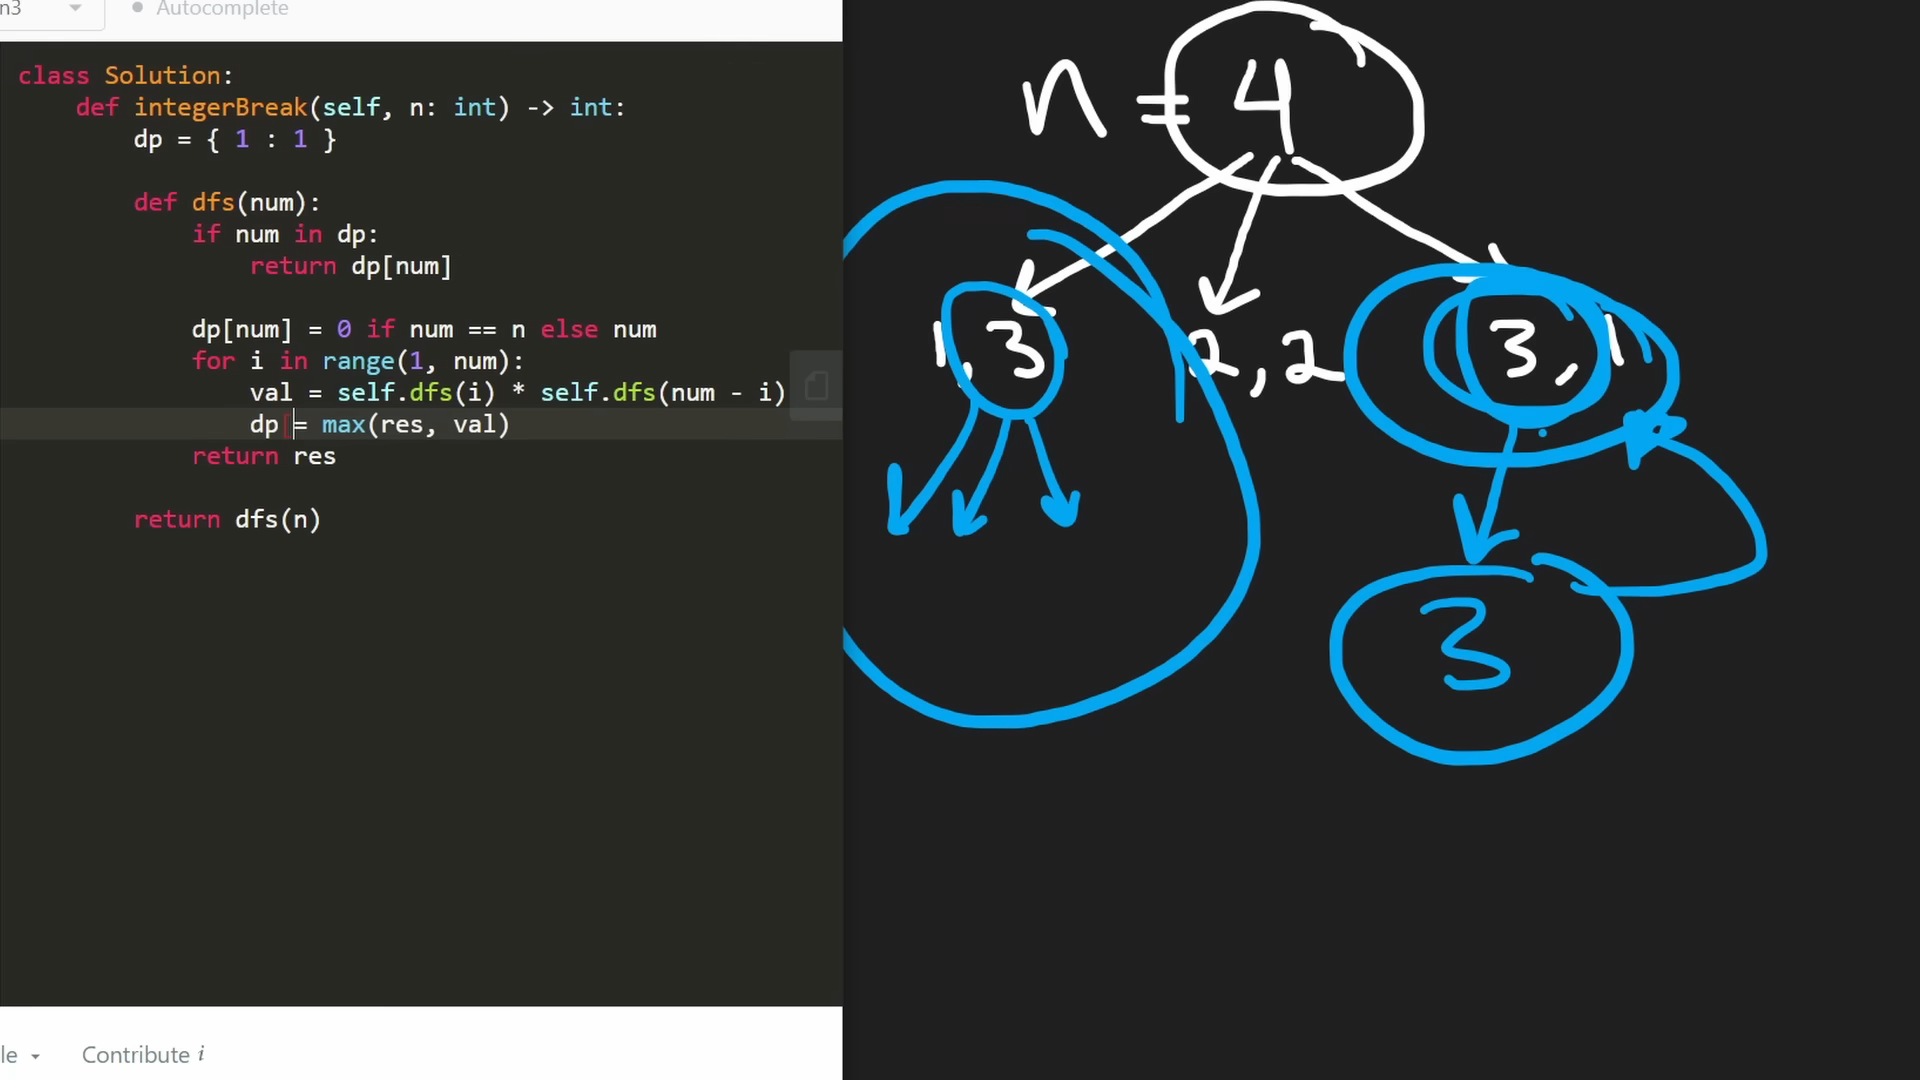 n3
Autocomplete
class Solution:
def integerBreak(self, n: int) -> int:
dp = { 1 : 1 }
def dfs(num):
if num in dp:
return dp[num]
dp[num] = 0 if num == n else num
for i in range(1, num):
val = self.dfs(i) * self.dfs(num - i)
dp[= max(res, val)
return res
return dfs(n)
le
Contribute i
n = 4
1, 3
2, 2
3, 1
3